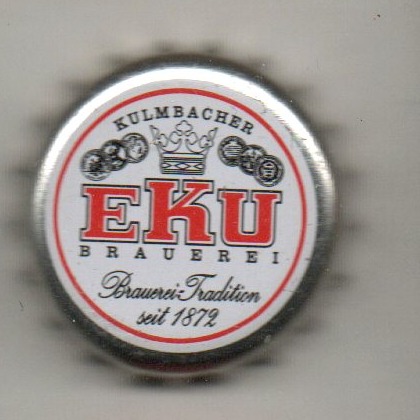 KULMBACHER
EKU
BRAUEREI
Brauerei-Tradition
seit 1872